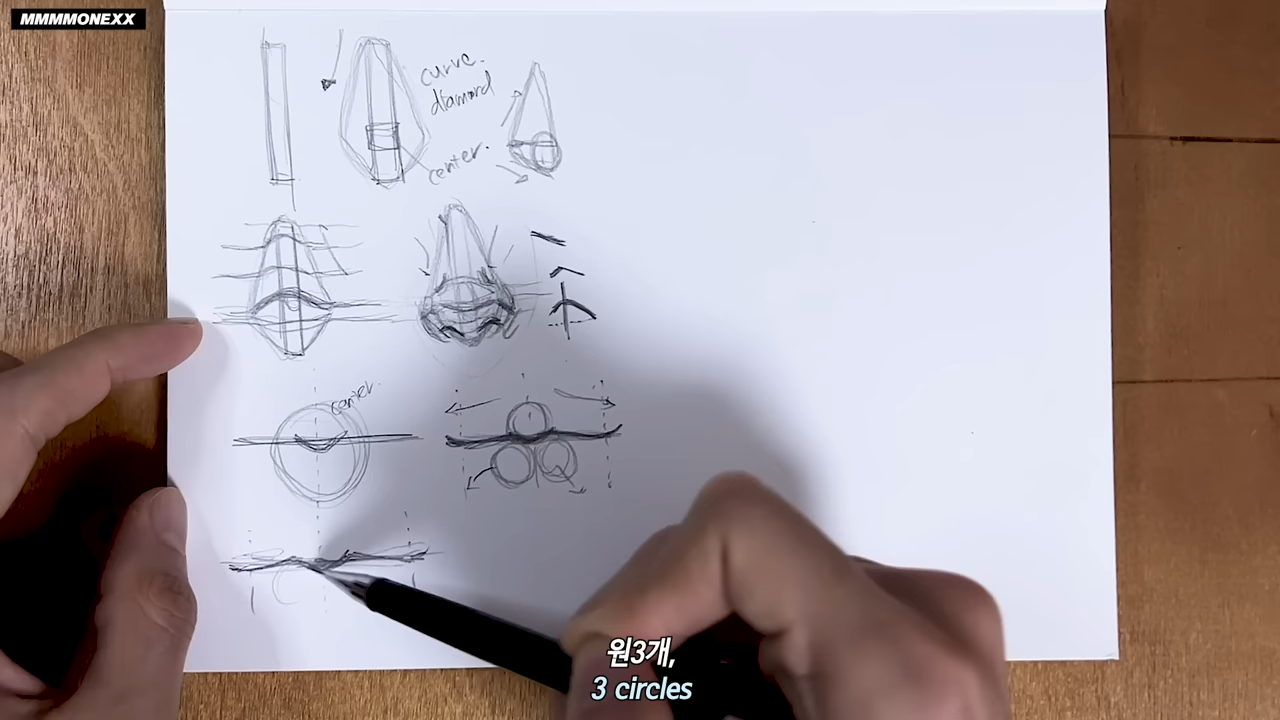 MMMMONEXX
curve.
diamond
center.
center.
원3개,
3 circles